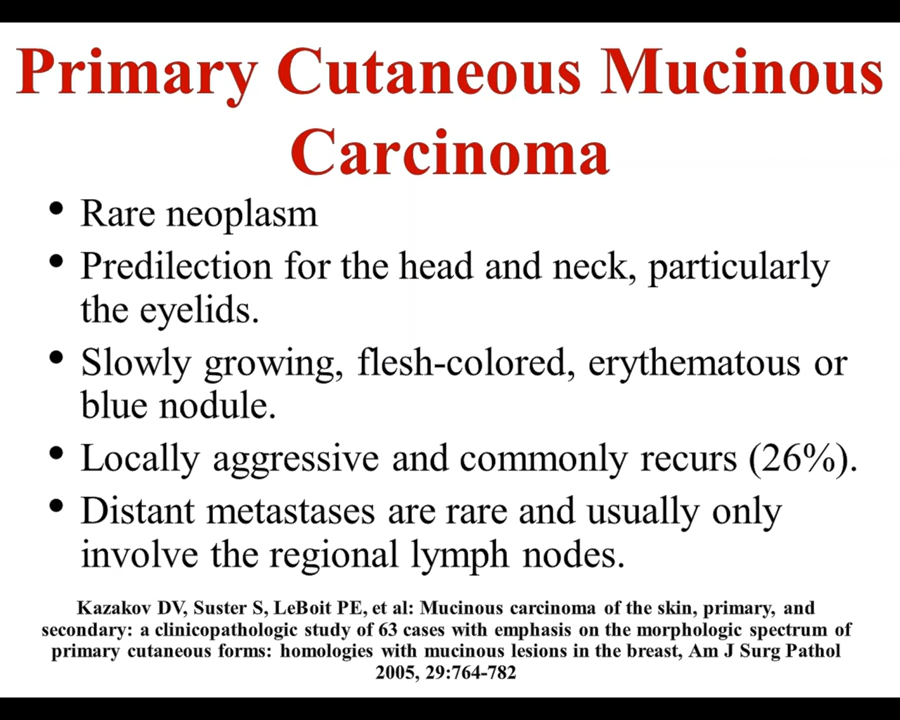 Primary Cutaneous Mucinous
Carcinoma
• Rare neoplasm
• Predilection for the head and neck, particularly
the eyelids.
• Slowly growing, flesh-colored, erythematous or
blue nodule.
• Locally aggressive and commonly recurs (26%).
• Distant metastases are rare and usually only
involve the regional lymph nodes.
Kazakov DV, Suster S, LeBoit PE, et al: Mucinous carcinoma of the skin, primary, and
secondary: a clinicopathologic study of 63 cases with emphasis on the morphologic spectrum of
primary cutaneous forms: homologies with mucinous lesions in the breast, Am J Surg Pathol
2005, 29:764-782